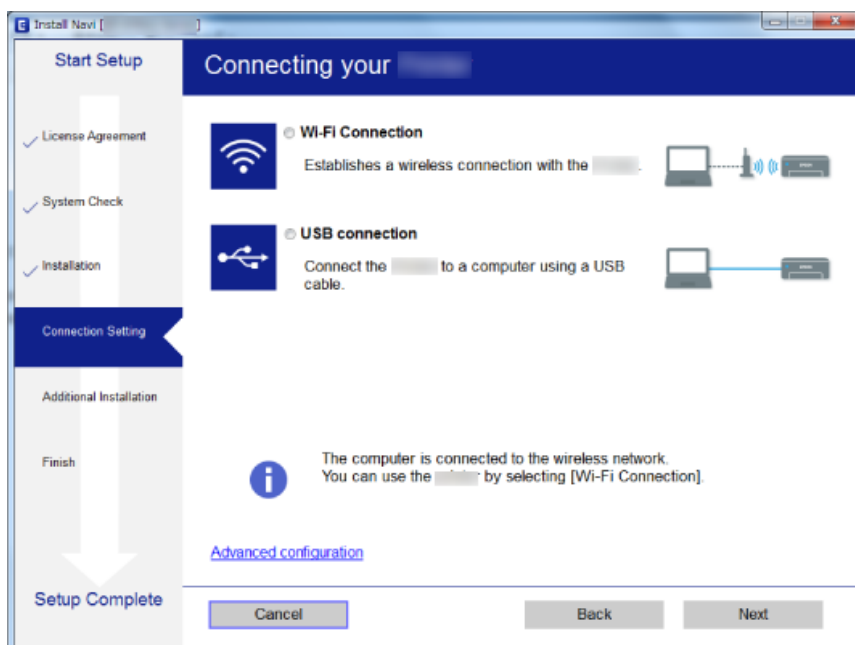 Install Navi [ ]
Start Setup
License Agreement
System Check
Installation
Connection Setting
Additional Installation
Finish
Setup Complete
Connecting your
Wi-Fi Connection
Establishes a wireless connection with the .
USB connection
Connect the to a computer using a USB
cable.
The computer is connected to the wireless network.
You can use the by selecting [Wi-Fi Connection].
Advanced configuration
Cancel
Back
Next